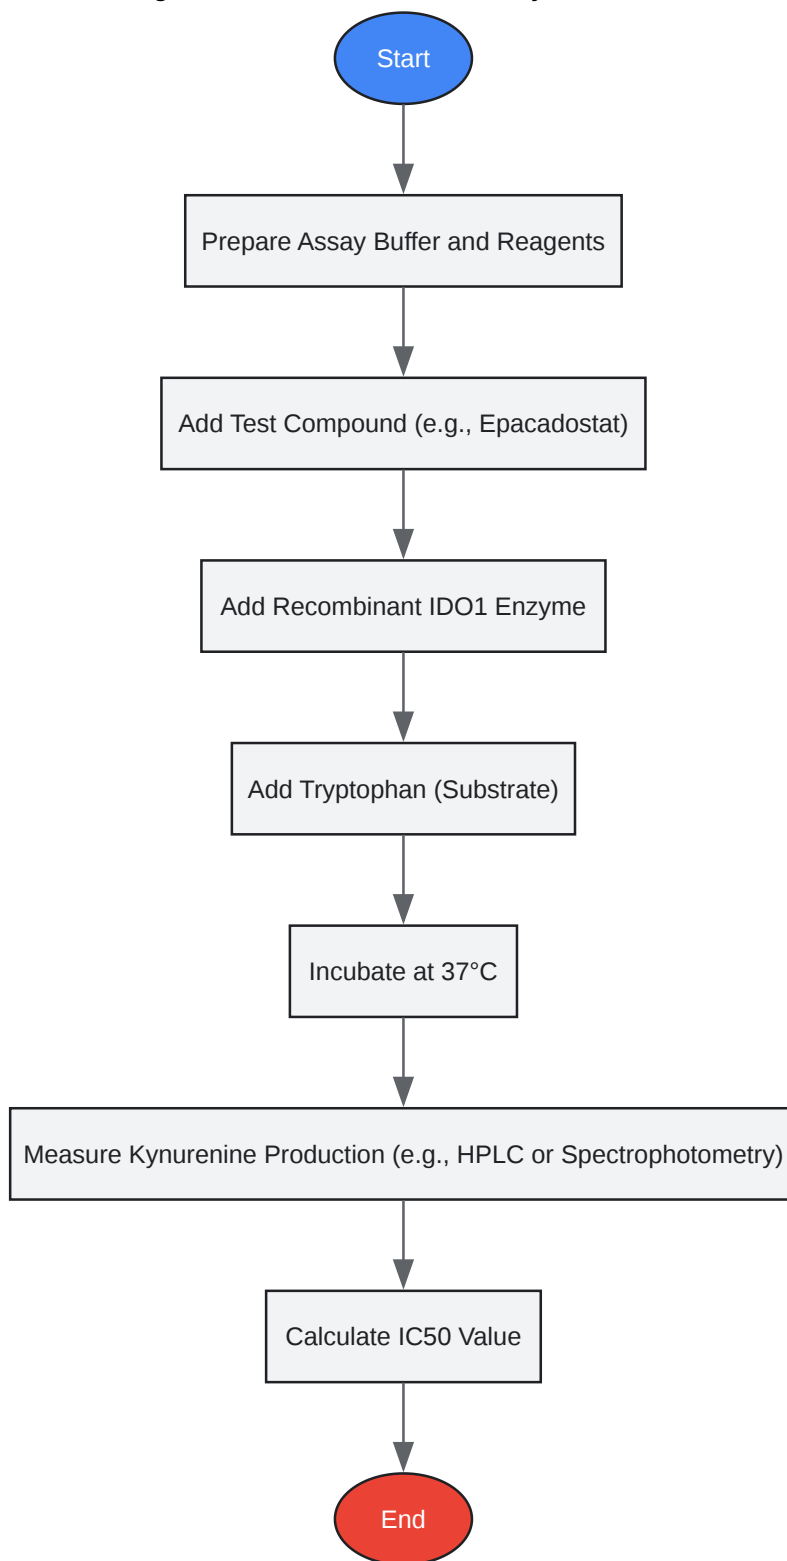 Start
Prepare Assay Buffer and Reagents
Add Test Compound (e.g., Epacadostat)
Add Recombinant IDO1 Enzyme
Add Tryptophan (Substrate)
Incubate at 37°C
Measure Kynurenine Production (e.g., HPLC or Spectrophotometry)
Calculate IC50 Value
End